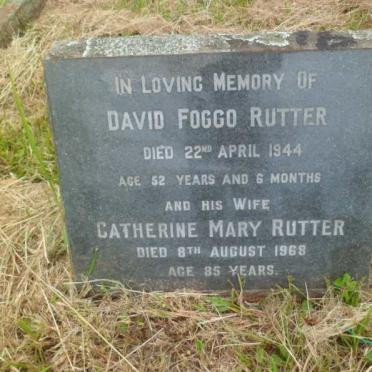 IN LOVING MEMORY OF
DAVID FOGGO RUTTER
DIED 22ND APRIL 1944
AGE 52 YEARS AND 6 MONTHS
AND HIS WIFE
CATHERINE MARY RUTTER
DIED 8TH AUGUST 1968
AGE 85 YEARS.